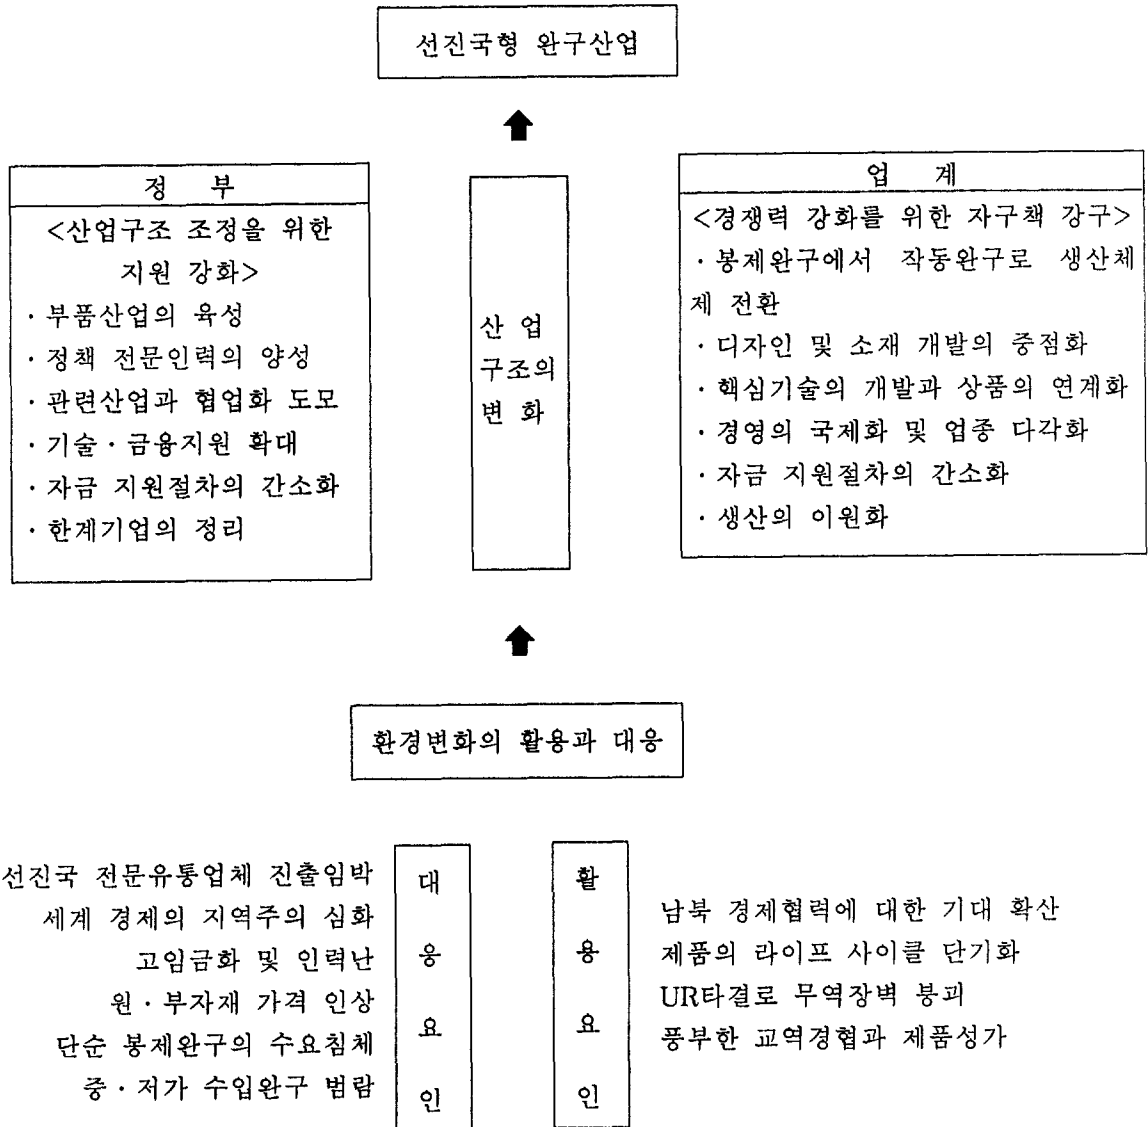 선진국형 완구산업
정 부
<산업구조 조정을 위한
지원 강화>
· 부품산업의 육성
· 정책 전문인력의 양성
· 관련산업과 협업화 도모
· 기술 · 금융지원 확대
· 자금 지원절차의 간소화
· 한계기업의 정리
산 업
구조의
변 화
업 계
<경쟁력 강화를 위한 자구책 강구>
· 봉제완구에서 작동완구로 생산체
제 전환
· 디자인 및 소재 개발의 중점화
· 핵심기술의 개발과 상품의 연계화
· 경영의 국제화 및 업종 다각화
· 자금 지원절차의 간소화
· 생산의 이원화
환경변화의 활용과 대응
선진국 전문유통업체 진출임박
세계 경제의 지역주의 심화
고임금화 및 인력난
원 · 부자재 가격 인상
단순 봉제완구의 수요침체
중 · 저가 수입완구 범람
대
응
요
인
활
용
요
인
남북 경제협력에 대한 기대 확산
제품의 라이프 사이클 단기화
UR타결로 무역장벽 붕괴
풍부한 교역경협과 제품성가